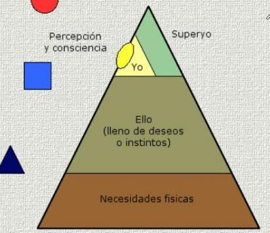 Percepción
y consciencia
Superyo
Yo
Ello
(lleno de deseos
o instintos)
Necesidades físicas